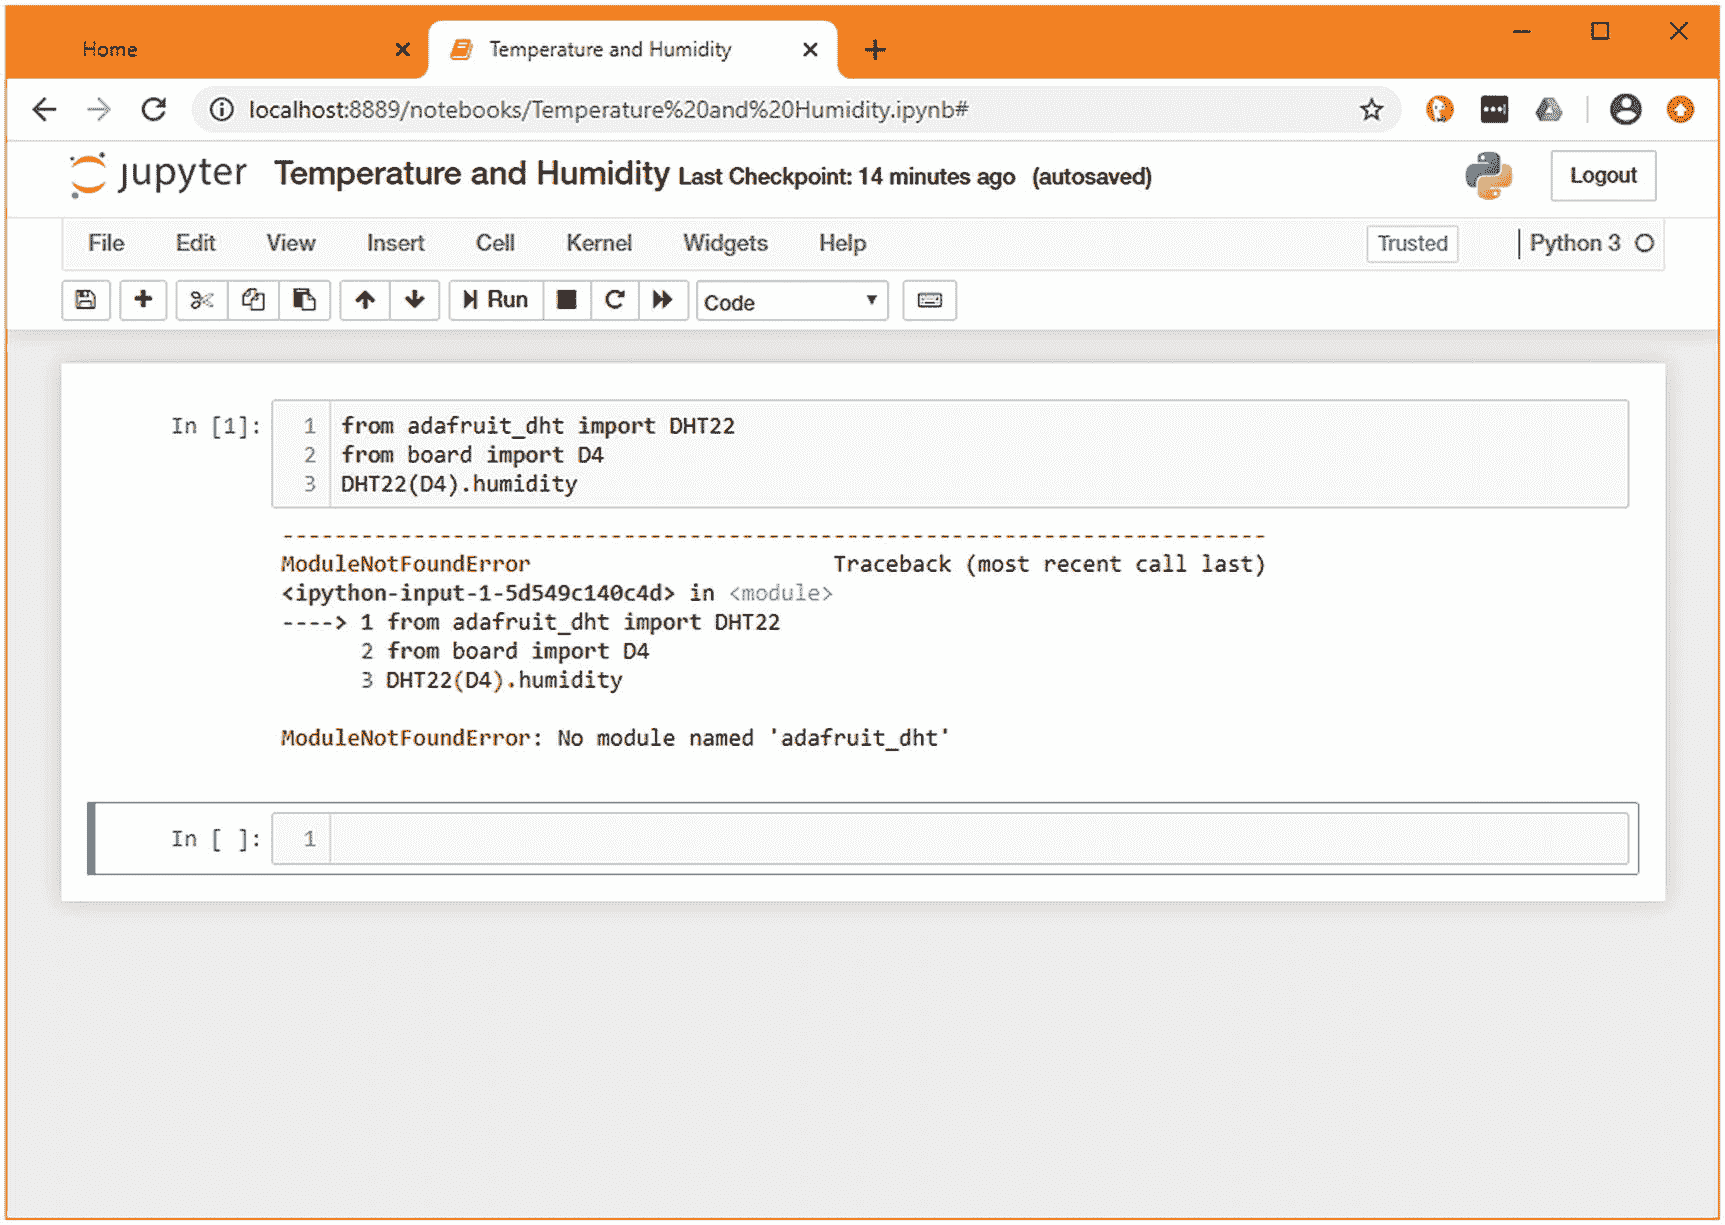 Home
Temperature and Humidity
localhost:8889/notebooks/Temperature%20and%20Humidity.ipynb#
jupyter Temperature and Humidity Last Checkpoint: 14 minutes ago (autosaved)
Logout
File Edit View Insert Cell Kernel Widgets Help Trusted Python 3
Run Code
In [1]:
1 from adafruit_dht import DHT22
2 from board import D4
3 DHT22(D4).humidity
---------------------------------------------------------------------------
ModuleNotFoundError Traceback (most recent call last)
<ipython-input-1-5d549c140c4d> in <module>
----> 1 from adafruit_dht import DHT22
2 from board import D4
3 DHT22(D4).humidity
ModuleNotFoundError: No module named 'adafruit_dht'
In [ ]: 1